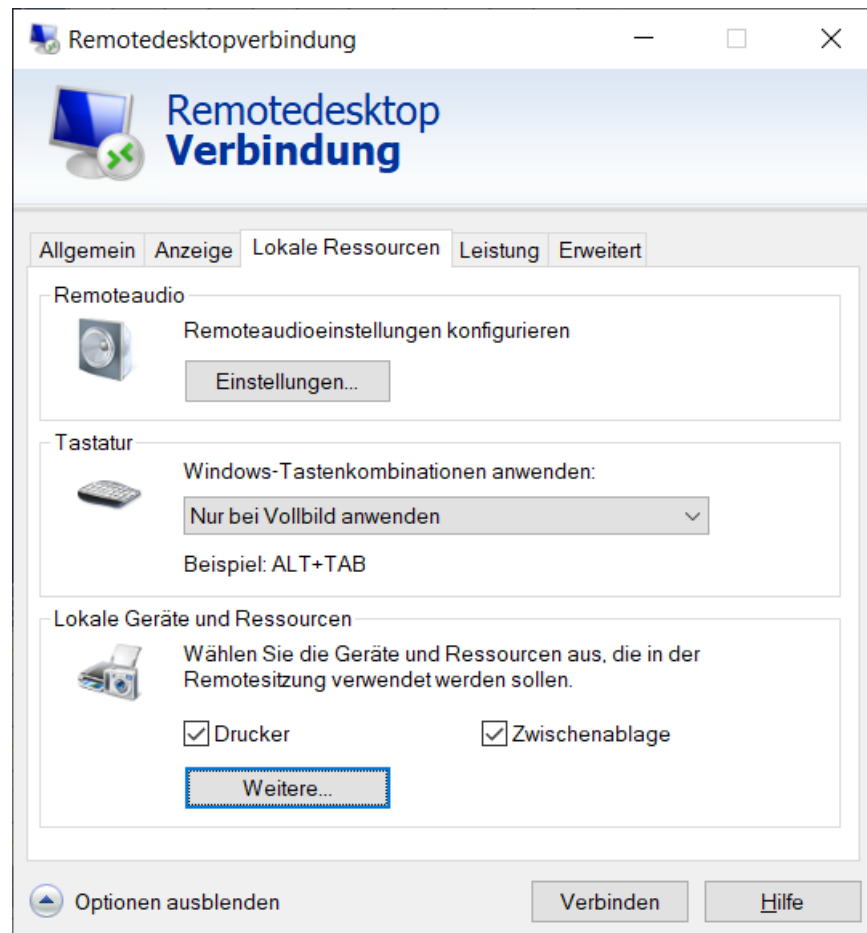 Remotedesktopverbindung
Remotedesktop
Verbindung
Allgemein Anzeige Lokale Ressourcen Leistung Erweitert
Remoteaudio
Remoteaudioeinstellungen konfigurieren
Einstellungen...
Tastatur
Windows-Tastenkombinationen anwenden:
Nur bei Vollbild anwenden
Beispiel: ALT+TAB
Lokale Geräte und Ressourcen
Wählen Sie die Geräte und Ressourcen aus, die in der
Remotesitzung verwendet werden sollen.
Drucker Zwischenablage
Weitere...
Optionen ausblenden Verbinden Hilfe